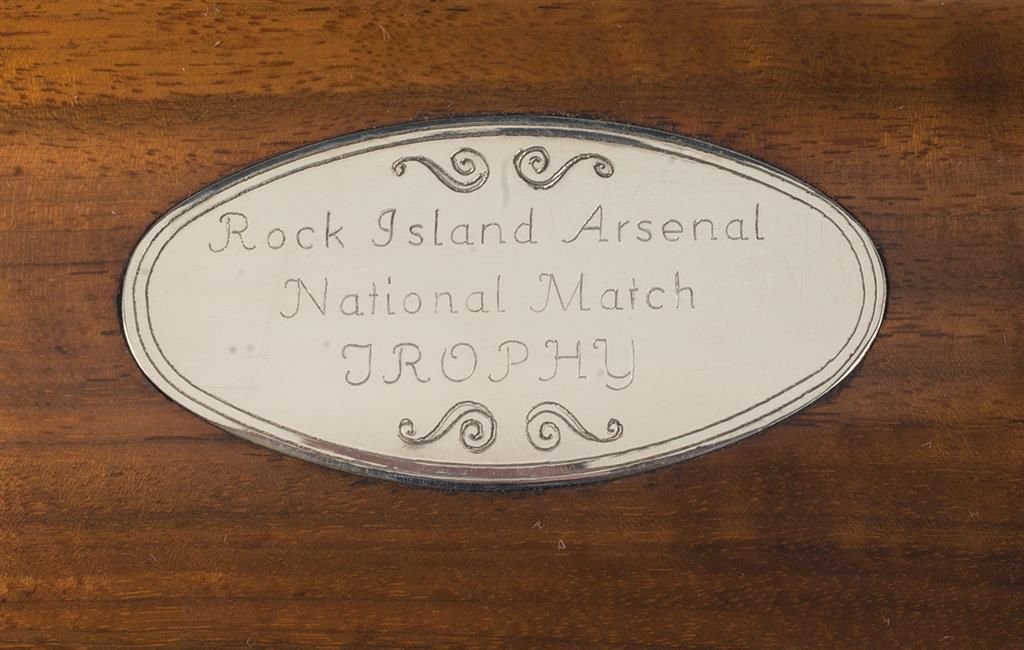 Rock Island Arsenal
National Match
TROPHY